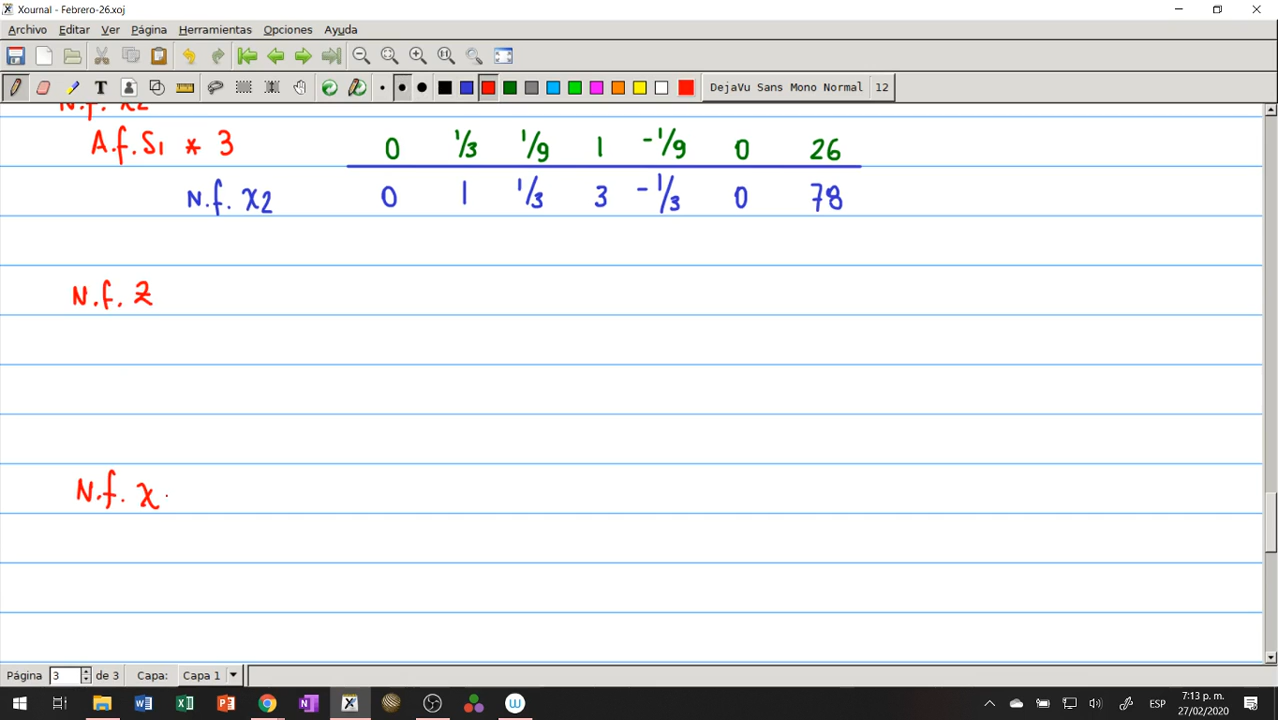 Xournal - Febrero-26.xoj
Archivo Editar Ver Página Herramientas Opciones Ayuda
T DejaVu Sans Mono Normal 12
N.f. x2
A.f. S1 * 3 0 1/3 1/9 1 -1/9 0 26
N.f. x2 0 1 1/3 3 -1/3 0 78
N.f. Z
N.f. x
Página 3 de 3 Capa: Capa 1
ESP 7:13 p. m.
27/02/2020